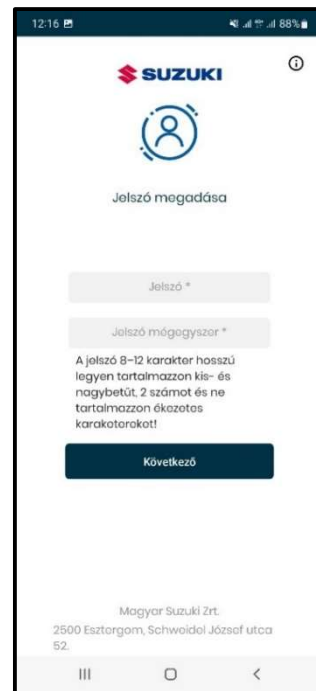 12:16
88%
SUZUKI
Jelszó megadása
Jelszó *
Jelszó mégegyszer *
A jelszó 8–12 karakter hosszú
legyen tartalmazzon kis- és
nagybetűt, 2 számot és ne
tartalmazzon ékezetes
karaktereket!
Következő
Magyar Suzuki Zrt.
2500 Esztergom, Schweidel József utca
52.